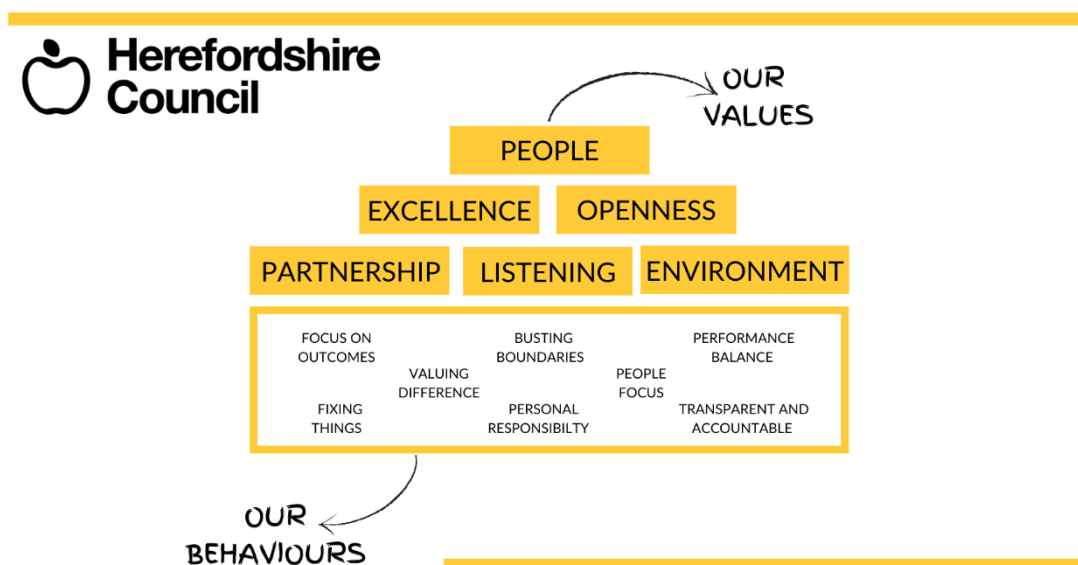 Herefordshire
Council
OUR
VALUES
PEOPLE
EXCELLENCE
OPENNESS
PARTNERSHIP
LISTENING
ENVIRONMENT
FOCUS ON
OUTCOMES
BUSTING
BOUNDARIES
PERFORMANCE
BALANCE
VALUING
DIFFERENCE
PEOPLE
FOCUS
FIXING
THINGS
PERSONAL
RESPONSIBILTY
TRANSPARENT AND
ACCOUNTABLE
OUR
BEHAVIOURS